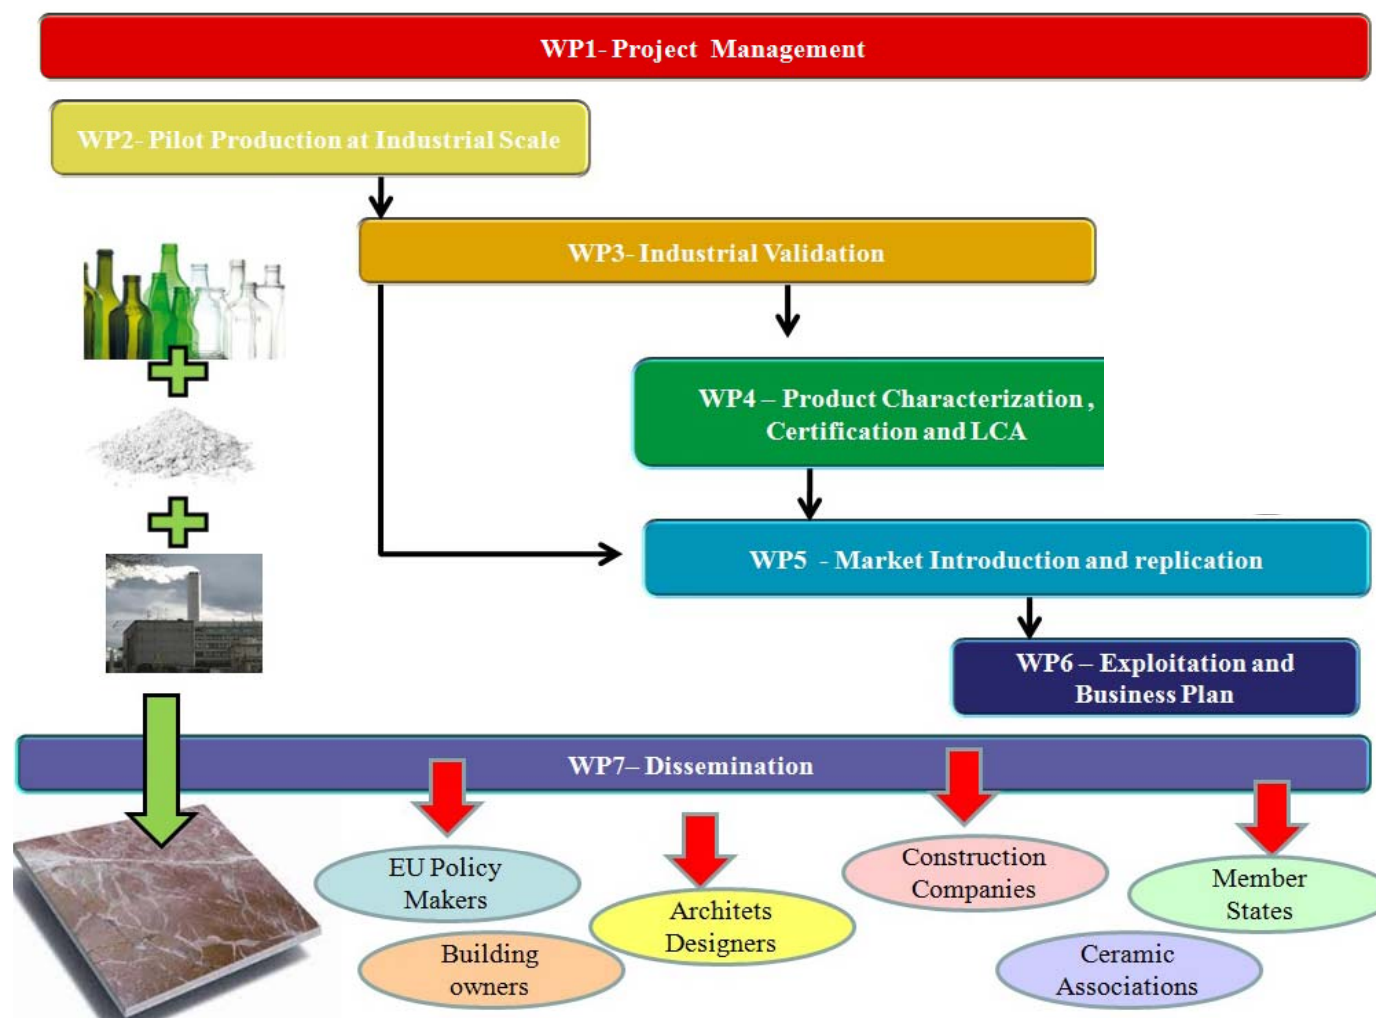 WP1- Project Management
WP2- Pilot Production at Industrial Scale
WP3- Industrial Validation
WP4 – Product Characterization ,
Certification and LCA
WP5 - Market Introduction and replication
WP6 – Exploitation and
Business Plan
WP7– Dissemination
EU Policy
Makers
Building
owners
Architets
Designers
Construction
Companies
Ceramic
Associations
Member
States